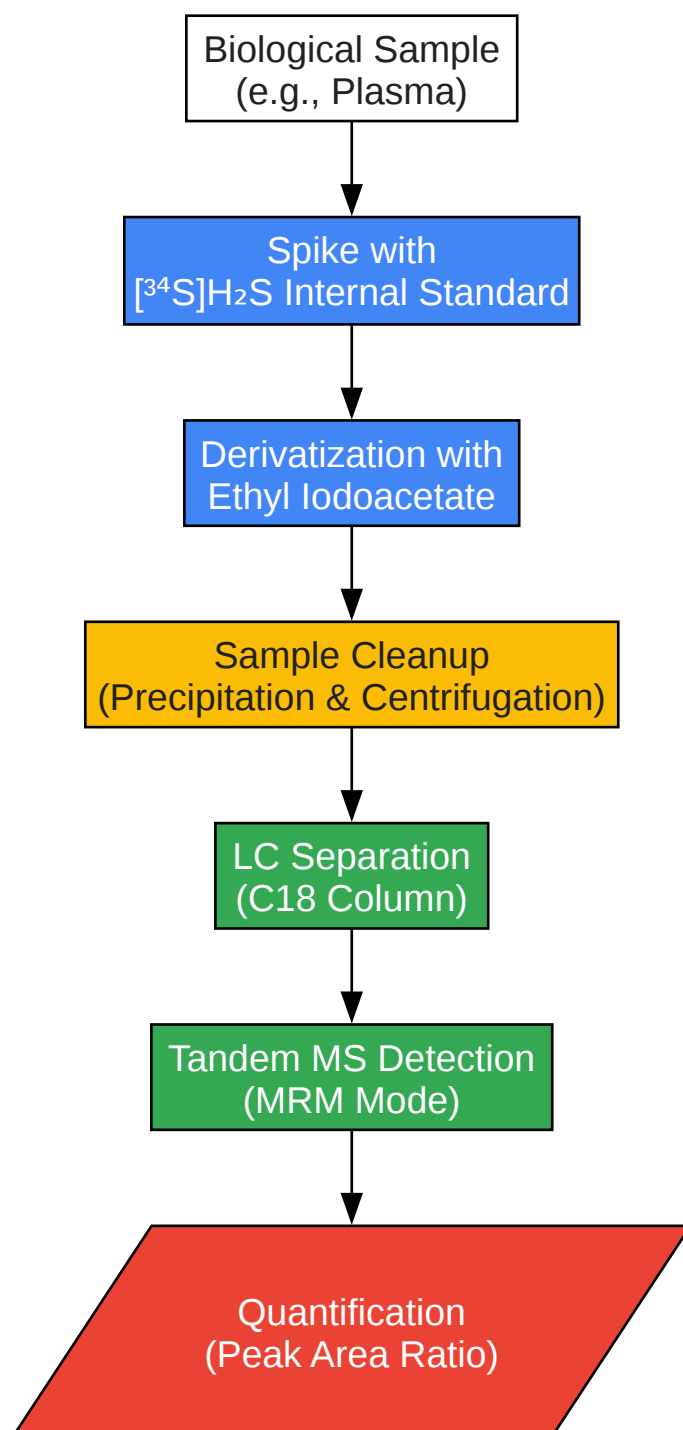 Biological Sample
(e.g., Plasma)
Spike with
[³⁴S]H₂S Internal Standard
Derivatization with
Ethyl Iodoacetate
Sample Cleanup
(Precipitation & Centrifugation)
LC Separation
(C18 Column)
Tandem MS Detection
(MRM Mode)
Quantification
(Peak Area Ratio)